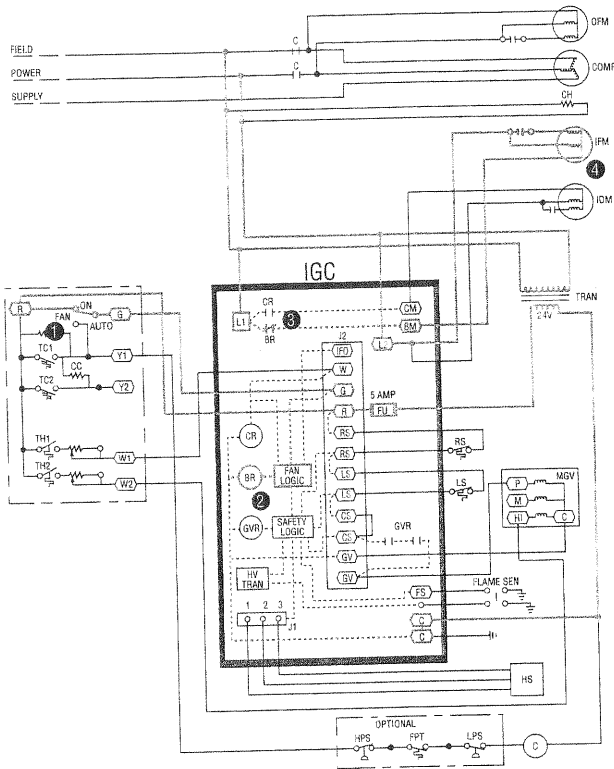 OFM
C
FIELD
C
COMP
POWER
CH
SUPPLY
IFM
4
IDM
IGC
TRAN
24V
R
ON
G
FAN
AUTO
1
TC1
Y1
CC
TC2
Y2
TH1
W1
TH2
W2
L1
CR
3
BR
CM
BM
J2
IFO
W
G
R
5 AMP
FU
RS
RS
RS
LS
LS
LS
CS
CS
GVR
GV
GV
CR
BR
FAN
LOGIC
2
GVR
SAFETY
LOGIC
HV
TRAN
1 2 3
J1
P
MGV
M
HI
C
FS
FLAME SEN
C
C
HS
OPTIONAL
HPS
FPT
LPS
C